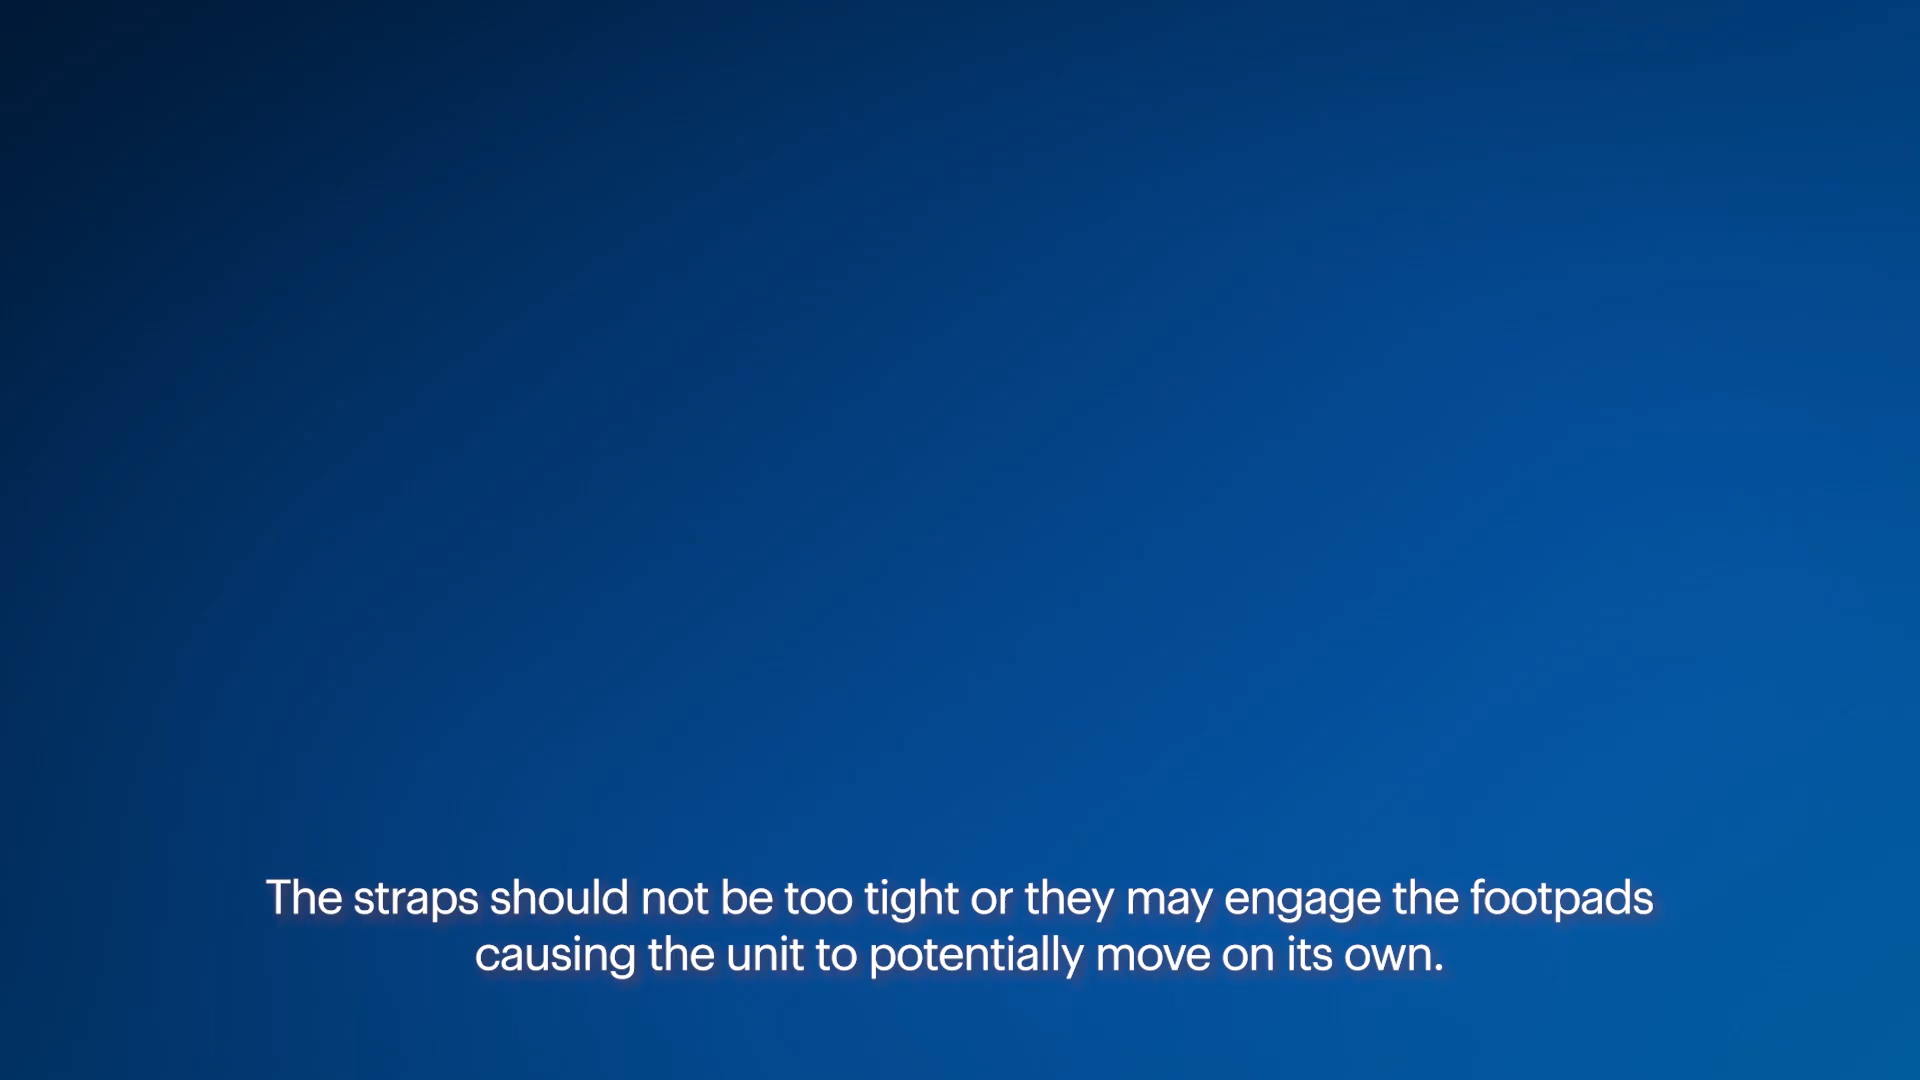 The straps should not be too tight or they may engage the footpads
causing the unit to potentially move on its own.